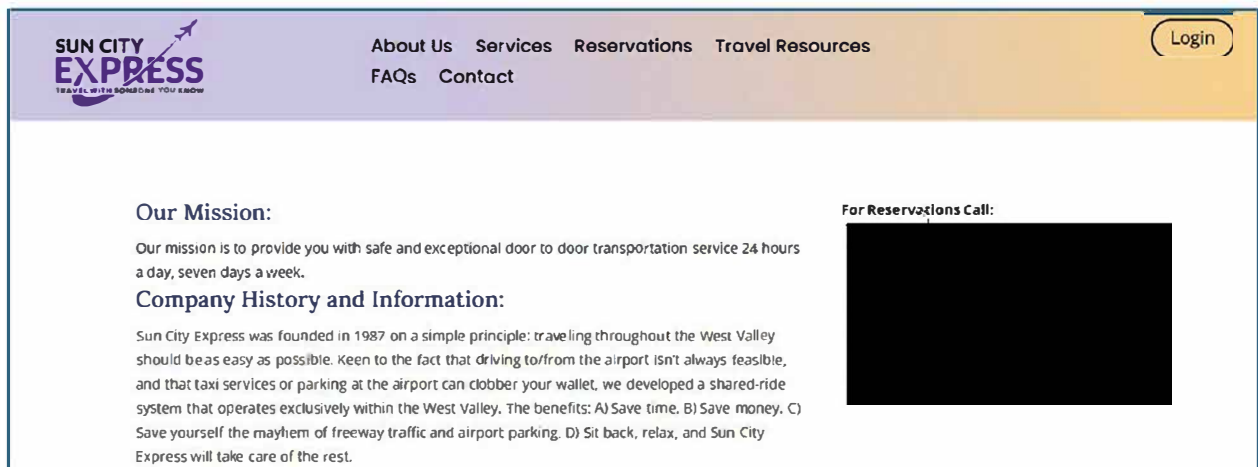 SUN CITY
EXPRESS
TRAVEL WITH SOMEONE YOU KNOW
About Us Services Reservations Travel Resources
FAQs Contact
Login
Our Mission:
Our mission is to provide you with safe and exceptional door to door transportation service 24 hours
a day, seven days a week.
Company History and Information:
Sun City Express was founded in 1987 on a simple principle: traveling throughout the West Valley
should be as easy as possible. Keen to the fact that driving to/from the airport isn't always feasible,
and that taxi services or parking at the airport can clobber your wallet, we developed a shared-ride
system that operates exclusively within the West Valley. The benefits: A) Save time. B) Save money. C)
Save yourself the mayhem of freeway traffic and airport parking. D) Sit back, relax, and Sun City
Express will take care of the rest.
For Reservations Call: